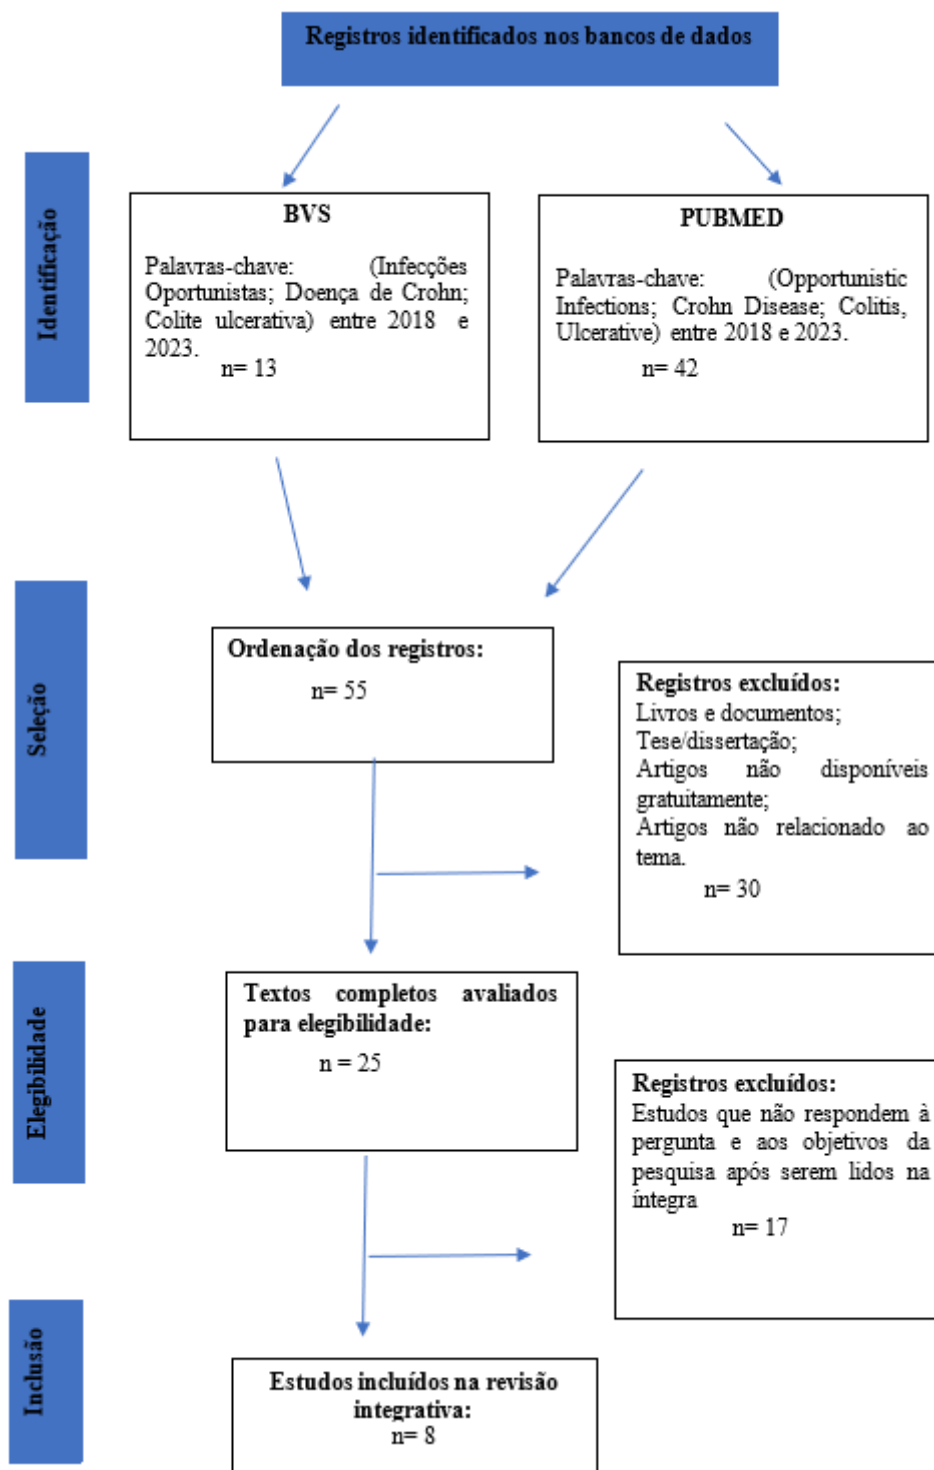 Registros identificados nos bancos de dados
Identificação
BVS
Palavras-chave: (Infecções
Oportunistas; Doença de Crohn;
Colite ulcerativa) entre 2018 e
2023.
n= 13
PUBMED
Palavras-chave: (Opportunistic
Infections; Crohn Disease; Colitis,
Ulcerative) entre 2018 e 2023.
n= 42
Seleção
Ordenação dos registros:
n= 55
Registros excluídos:
Livros e documentos;
Tese/dissertação;
Artigos não disponíveis
gratuitamente;
Artigos não relacionado ao
tema.
n= 30
Elegibilidade
Textos completos avaliados
para elegibilidade:
n = 25
Registros excluídos:
Estudos que não respondem à
pergunta e aos objetivos da
pesquisa após serem lidos na
íntegra
n= 17
Inclusão
Estudos incluídos na revisão
integrativa:
n= 8